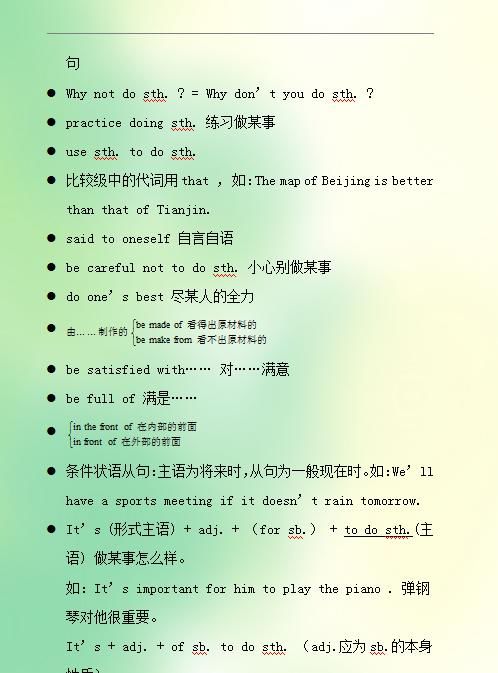 句
● Why not do sth. ？= Why don’t you do sth. ？
● practice doing sth. 练习做某事
● use sth. to do sth.
● 比较级中的代词用 that ，如:The map of Beijing is better
than that of Tianjin.
● said to oneself 自言自语
● be careful not to do sth. 小心别做某事
● do one’s best 尽某人的全力
● 由……制作的{be made of 看得出原材料的
be make from 看不出原材料的
● be satisfied with…… 对……满意
● be full of 满是……
● {in the front of 在内部的前面
in front of 在外部的前面
● 条件状语从句:主语为将来时,从句为一般现在时。如:We’ll
have a sports meeting if it doesn’t rain tomorrow.
● It’s (形式主语) + adj. + （for sb.） + to do sth.(主
语) 做某事怎么样。
如: It’s important for him to play the piano . 弹钢
琴对他很重要。
It’s + adj. + of sb. to do sth. （adj.应为 sb.的本身